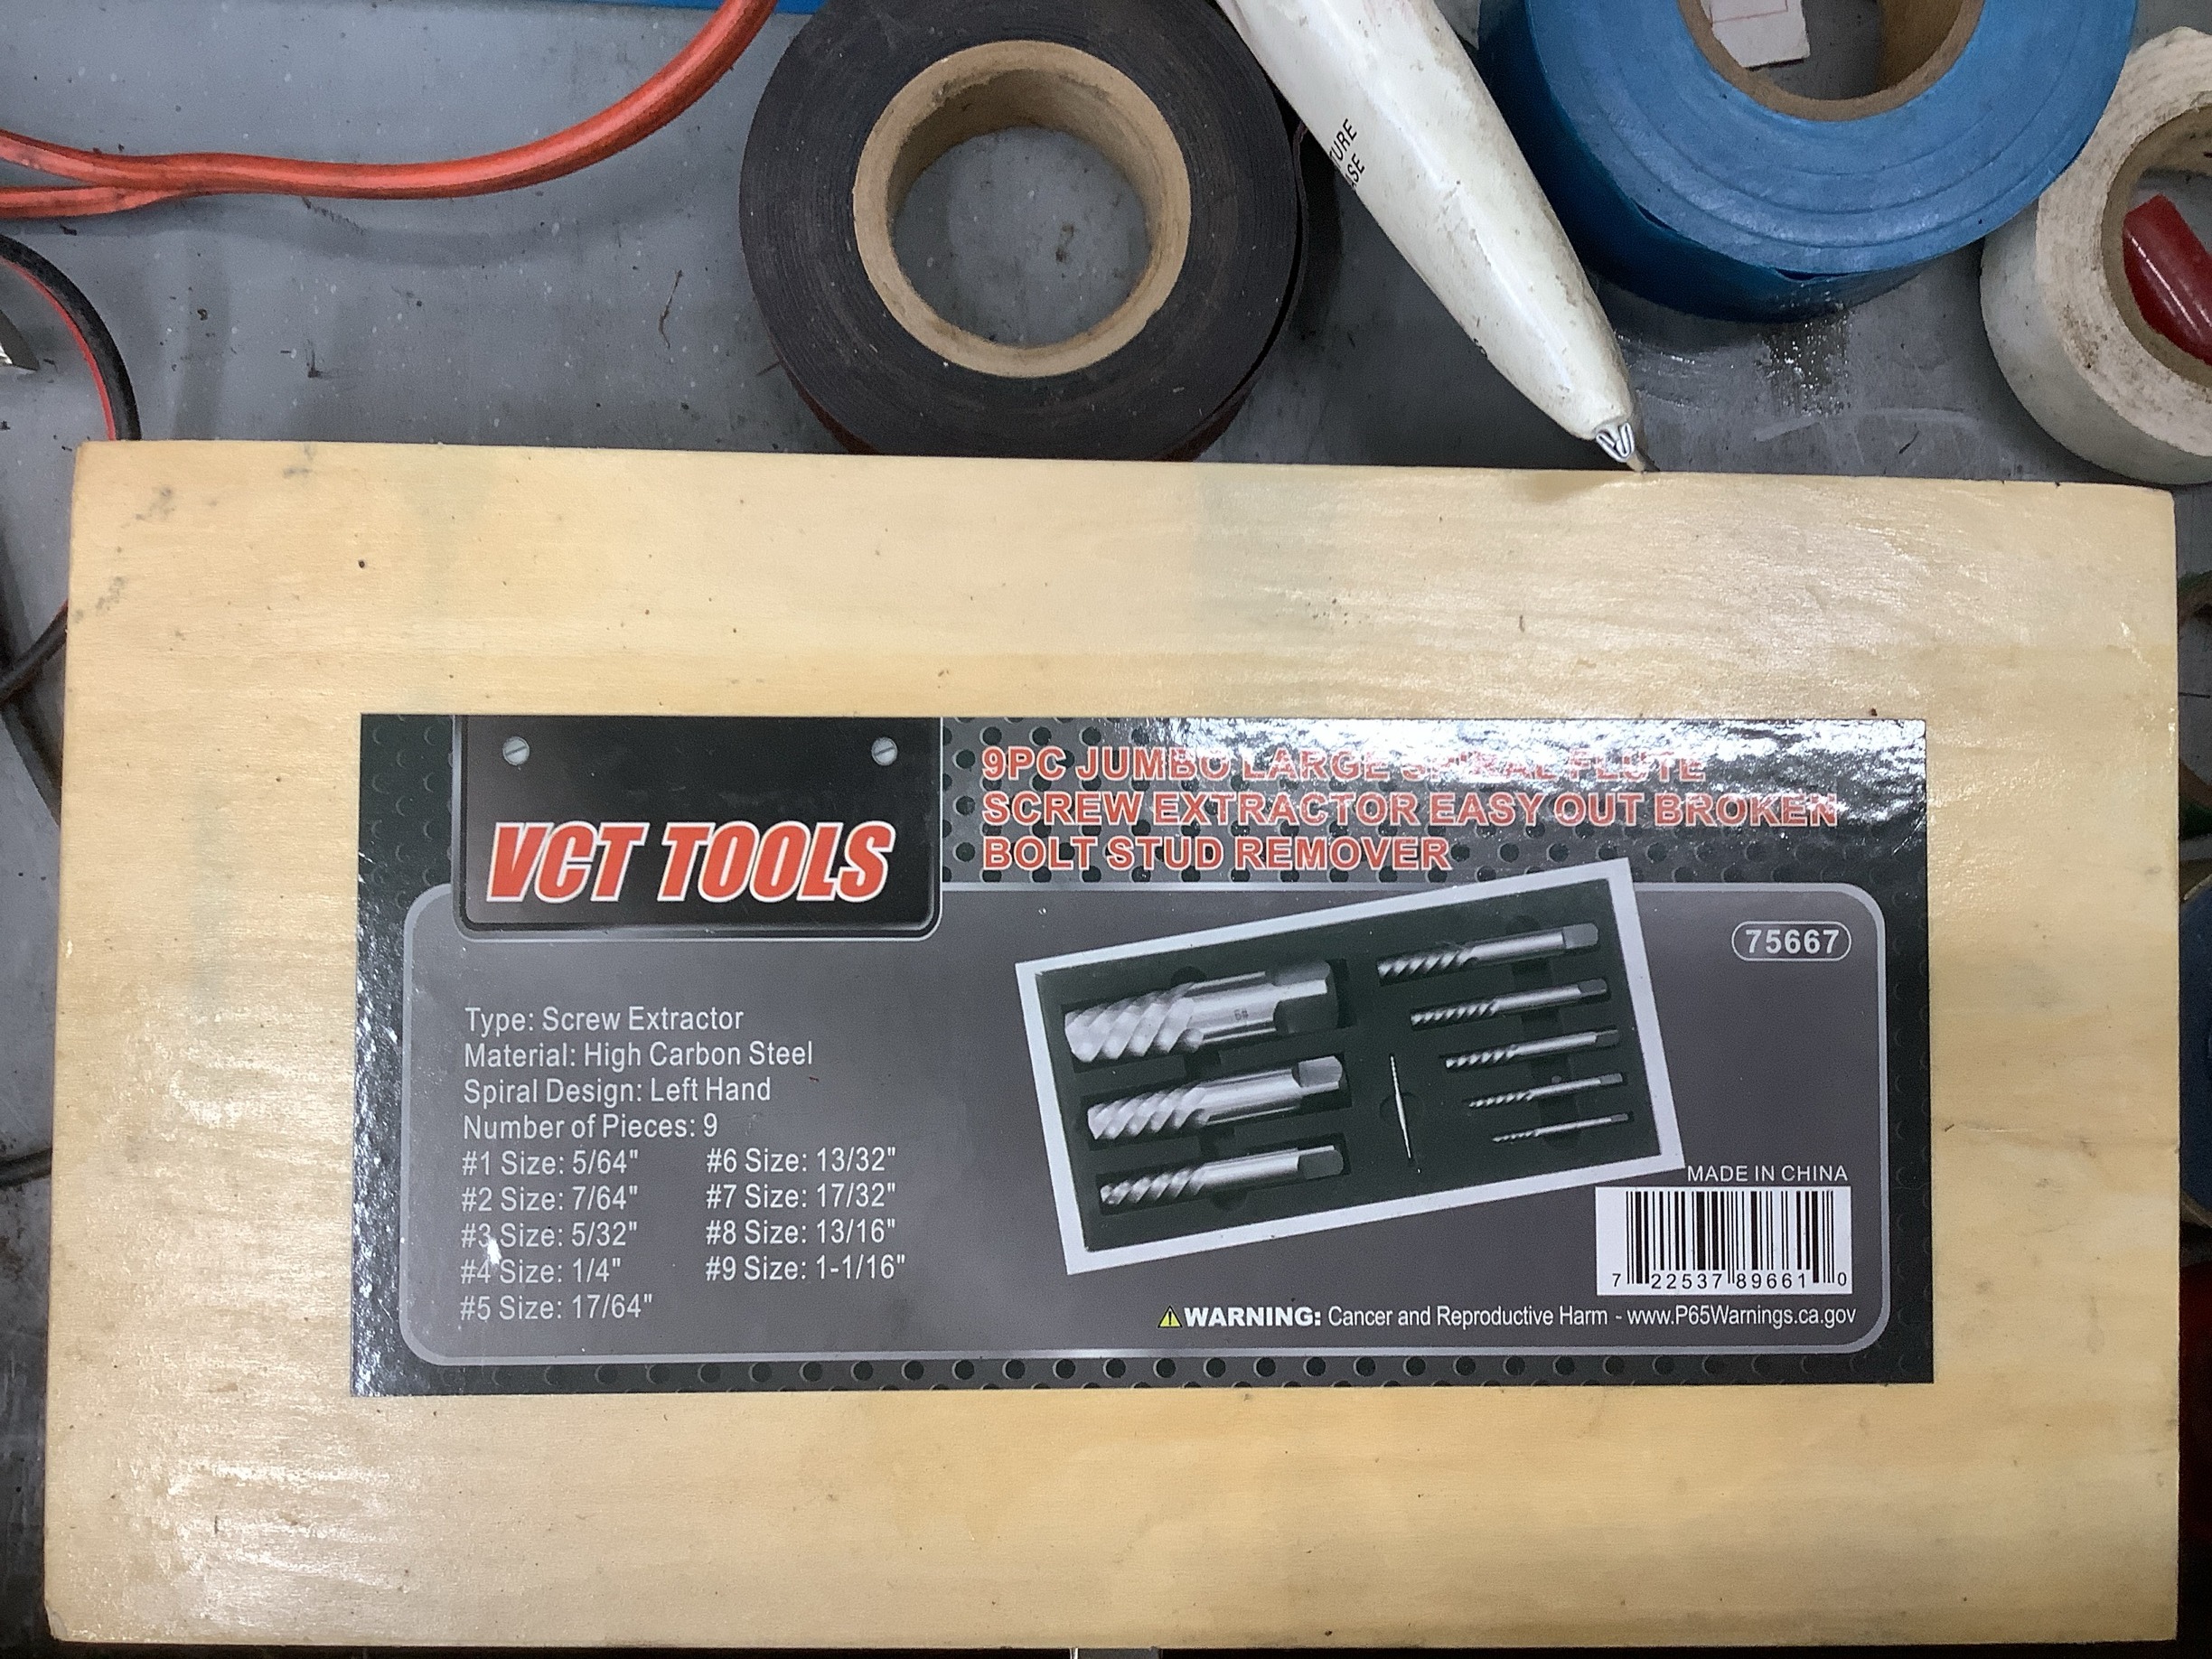 TURE
ASE
VCT TOOLS
9PC JUMBO LARGE SPIRAL FLUTE
SCREW EXTRACTOR EASY OUT BROKEN
BOLT STUD REMOVER
75667
Type: Screw Extractor
Material: High Carbon Steel
Spiral Design: Left Hand
Number of Pieces: 9
#1 Size: 5/64"
#2 Size: 7/64"
#3 Size: 5/32"
#4 Size: 1/4"
#5 Size: 17/64"
#6 Size: 13/32"
#7 Size: 17/32"
#8 Size: 13/16"
#9 Size: 1-1/16"
MADE IN CHINA
7 22537 89661 0
WARNING: Cancer and Reproductive Harm - www.P65Warnings.ca.gov